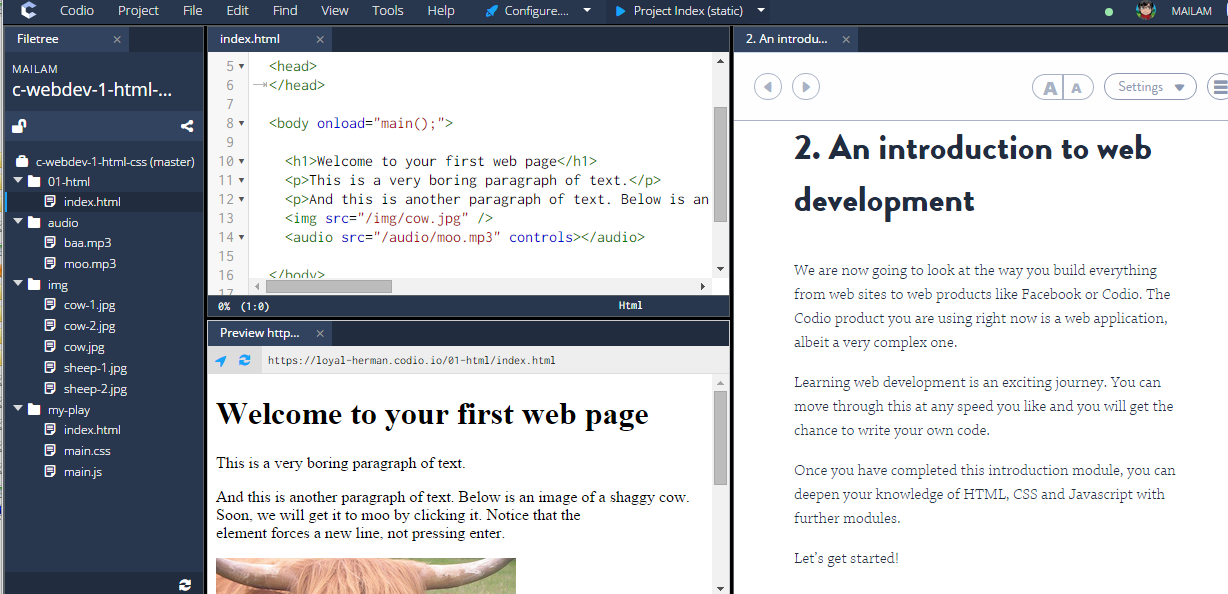 Codio Project File Edit Find View Tools Help Configure.... Project Index (static) MAILAM
Filetree
MAILAM
c-webdev-1-html-...
c-webdev-1-html-css (master)
01-html
index.html
audio
baa.mp3
moo.mp3
img
cow-1.jpg
cow-2.jpg
cow.jpg
sheep-1.jpg
sheep-2.jpg
my-play
index.html
main.css
main.js
index.html
5 <head>
6 </head>
7
8 <body onload="main();">
9
10 <h1>Welcome to your first web page</h1>
11 <p>This is a very boring paragraph of text.</p>
12 <p>And this is another paragraph of text. Below is an
13 <img src="/img/cow.jpg" />
14 <audio src="/audio/moo.mp3" controls></audio>
15
16 </body>
17
0% (1:0) Html
Preview http...
https://loyal-herman.codio.io/01-html/index.html
Welcome to your first web page
This is a very boring paragraph of text.
And this is another paragraph of text. Below is an image of a shaggy cow.
Soon, we will get it to moo by clicking it. Notice that the
element forces a new line, not pressing enter.
2. An introdu...
A A Settings
2. An introduction to web
development
We are now going to look at the way you build everything
from web sites to web products like Facebook or Codio. The
Codio product you are using right now is a web application,
albeit a very complex one.
Learning web development is an exciting journey. You can
move through this at any speed you like and you will get the
chance to write your own code.
Once you have completed this introduction module, you can
deepen your knowledge of HTML, CSS and Javascript with
further modules.
Let's get started!